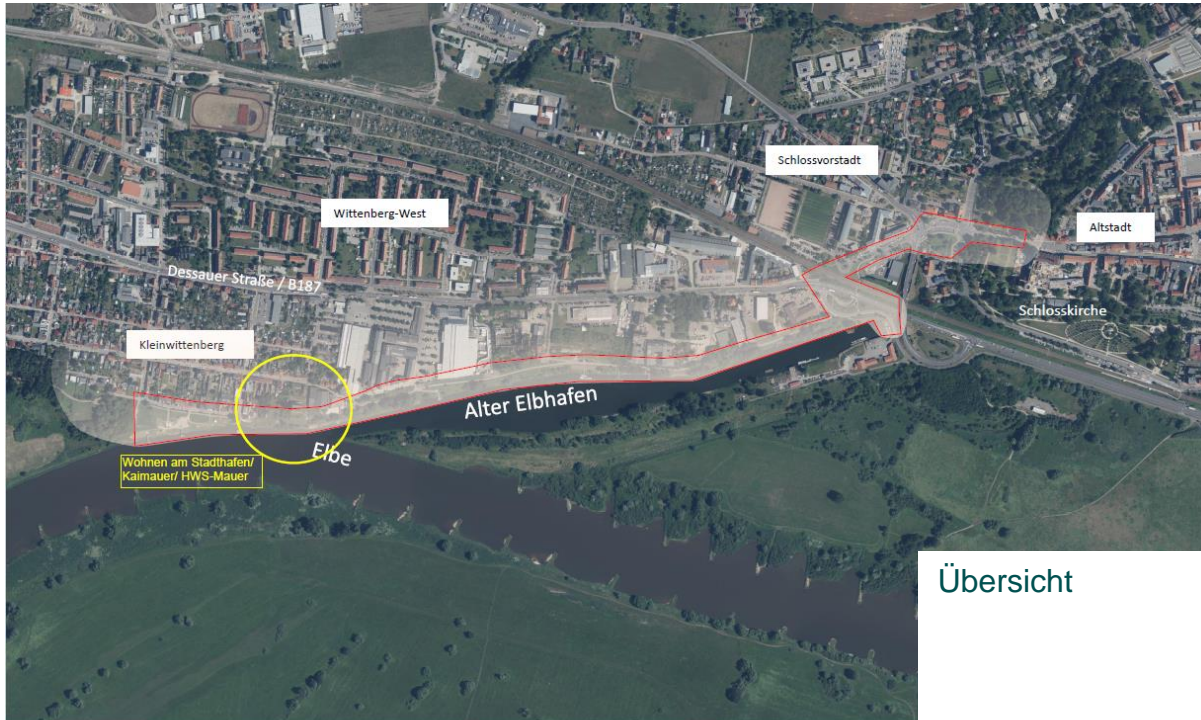 Schlossvorstadt
Wittenberg-West
Altstadt
Dessauer Straße / B187
Schlosskirche
Kleinwittenberg
Alter Elbhafen
Elbe
Wohnen am Stadthafen/
Kaimauer/ HWS-Mauer
Übersicht